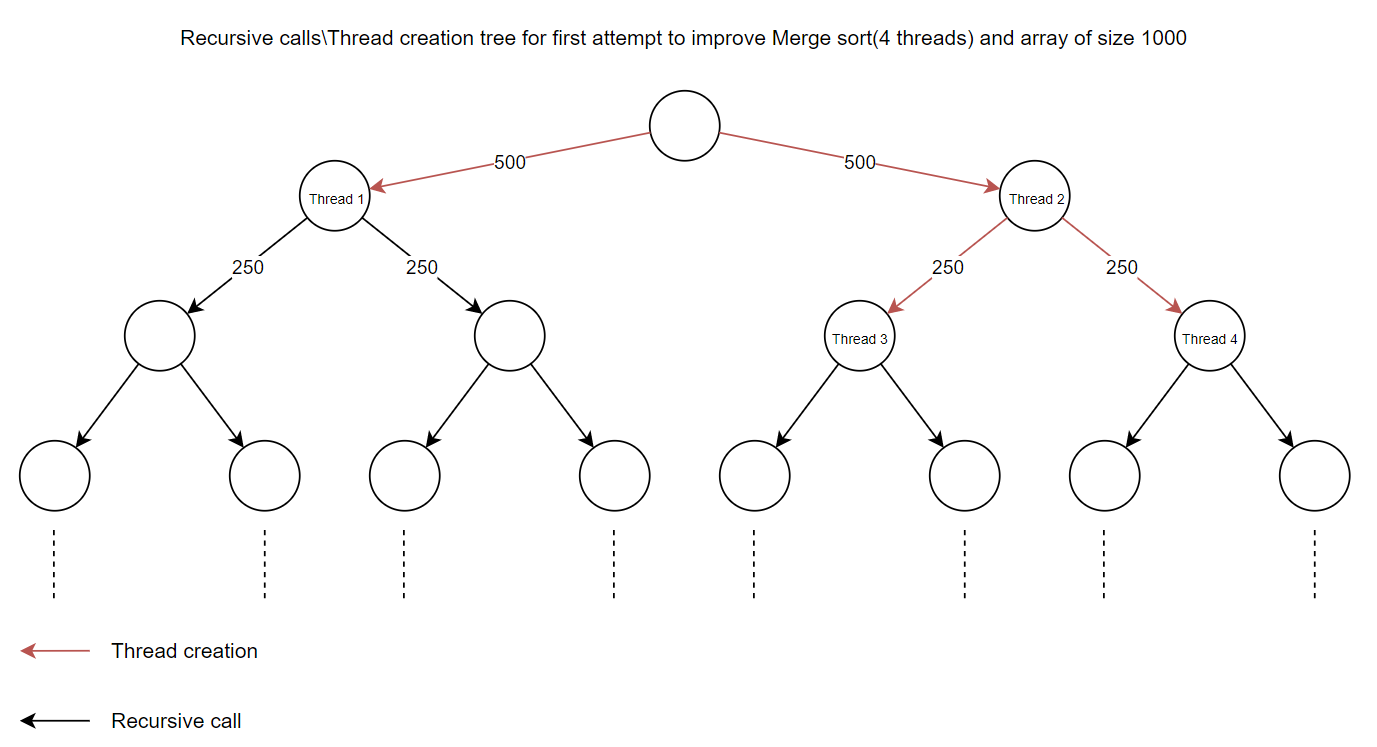 Recursive calls\Thread creation tree for first attempt to improve Merge sort(4 threads) and array of size 1000
500
500
Thread 1
Thread 2
250
250
250
250
Thread 3
Thread 4
Thread creation
Recursive call